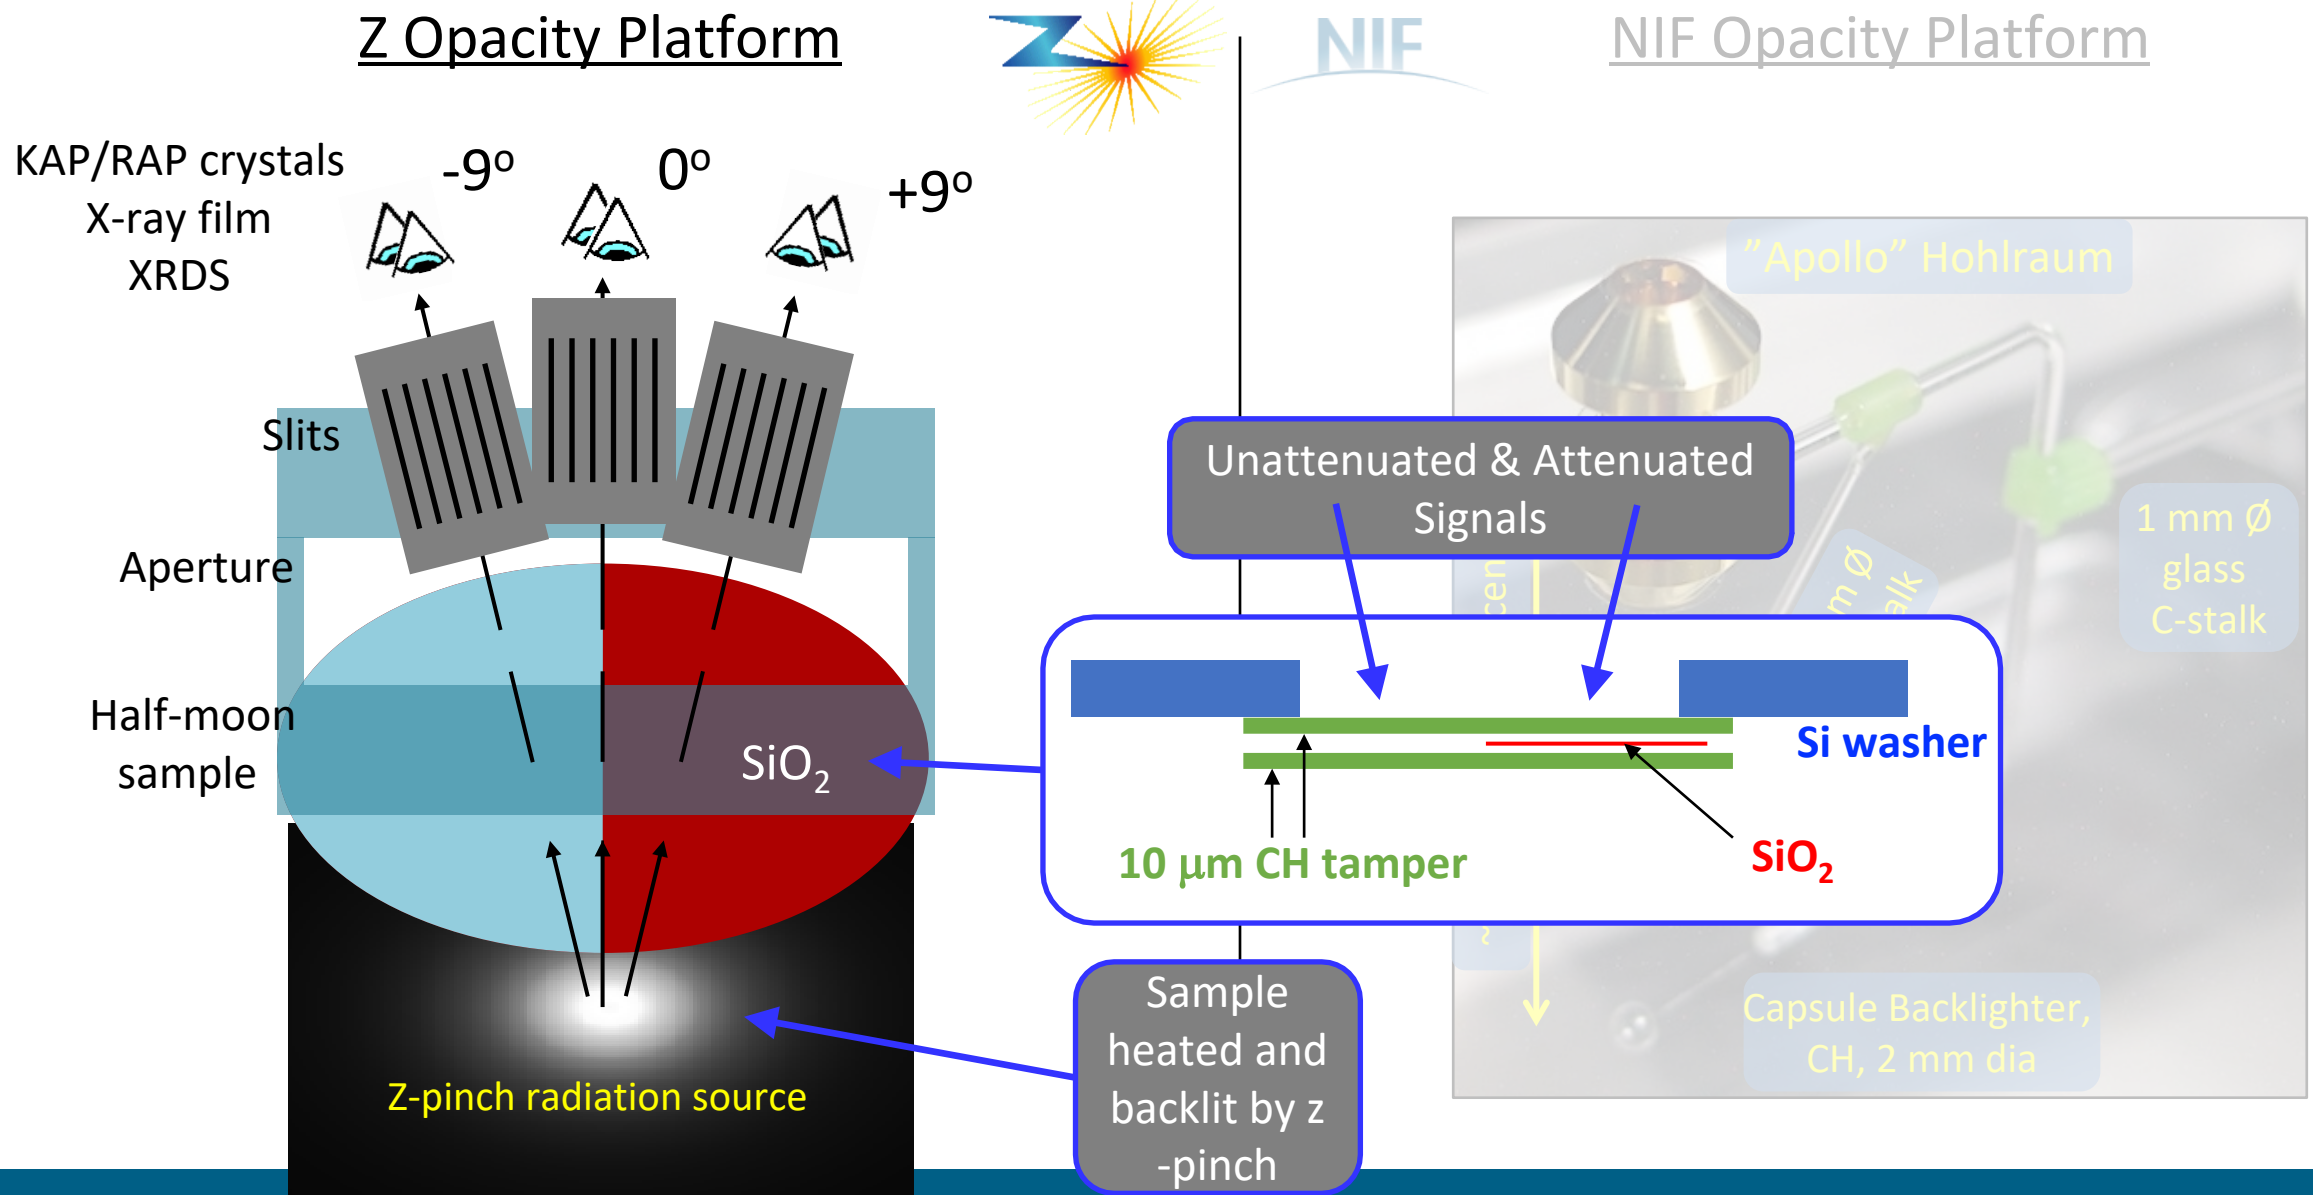 Z Opacity Platform
NIF
NIF Opacity Platform
KAP/RAP crystals
X-ray film
XRDS
-9º
0º
+9º
Slits
Aperture
Half-moon
sample
SiO₂
Z-pinch radiation source
Unattenuated & Attenuated
Signals
Si washer
10 µm CH tamper
SiO₂
Sample
heated and
backlit by z
-pinch
”Apollo” Hohlraum
1 mm Ø
glass
C-stalk
m Ø
alk
cen
~
Capsule Backlighter,
CH, 2 mm dia